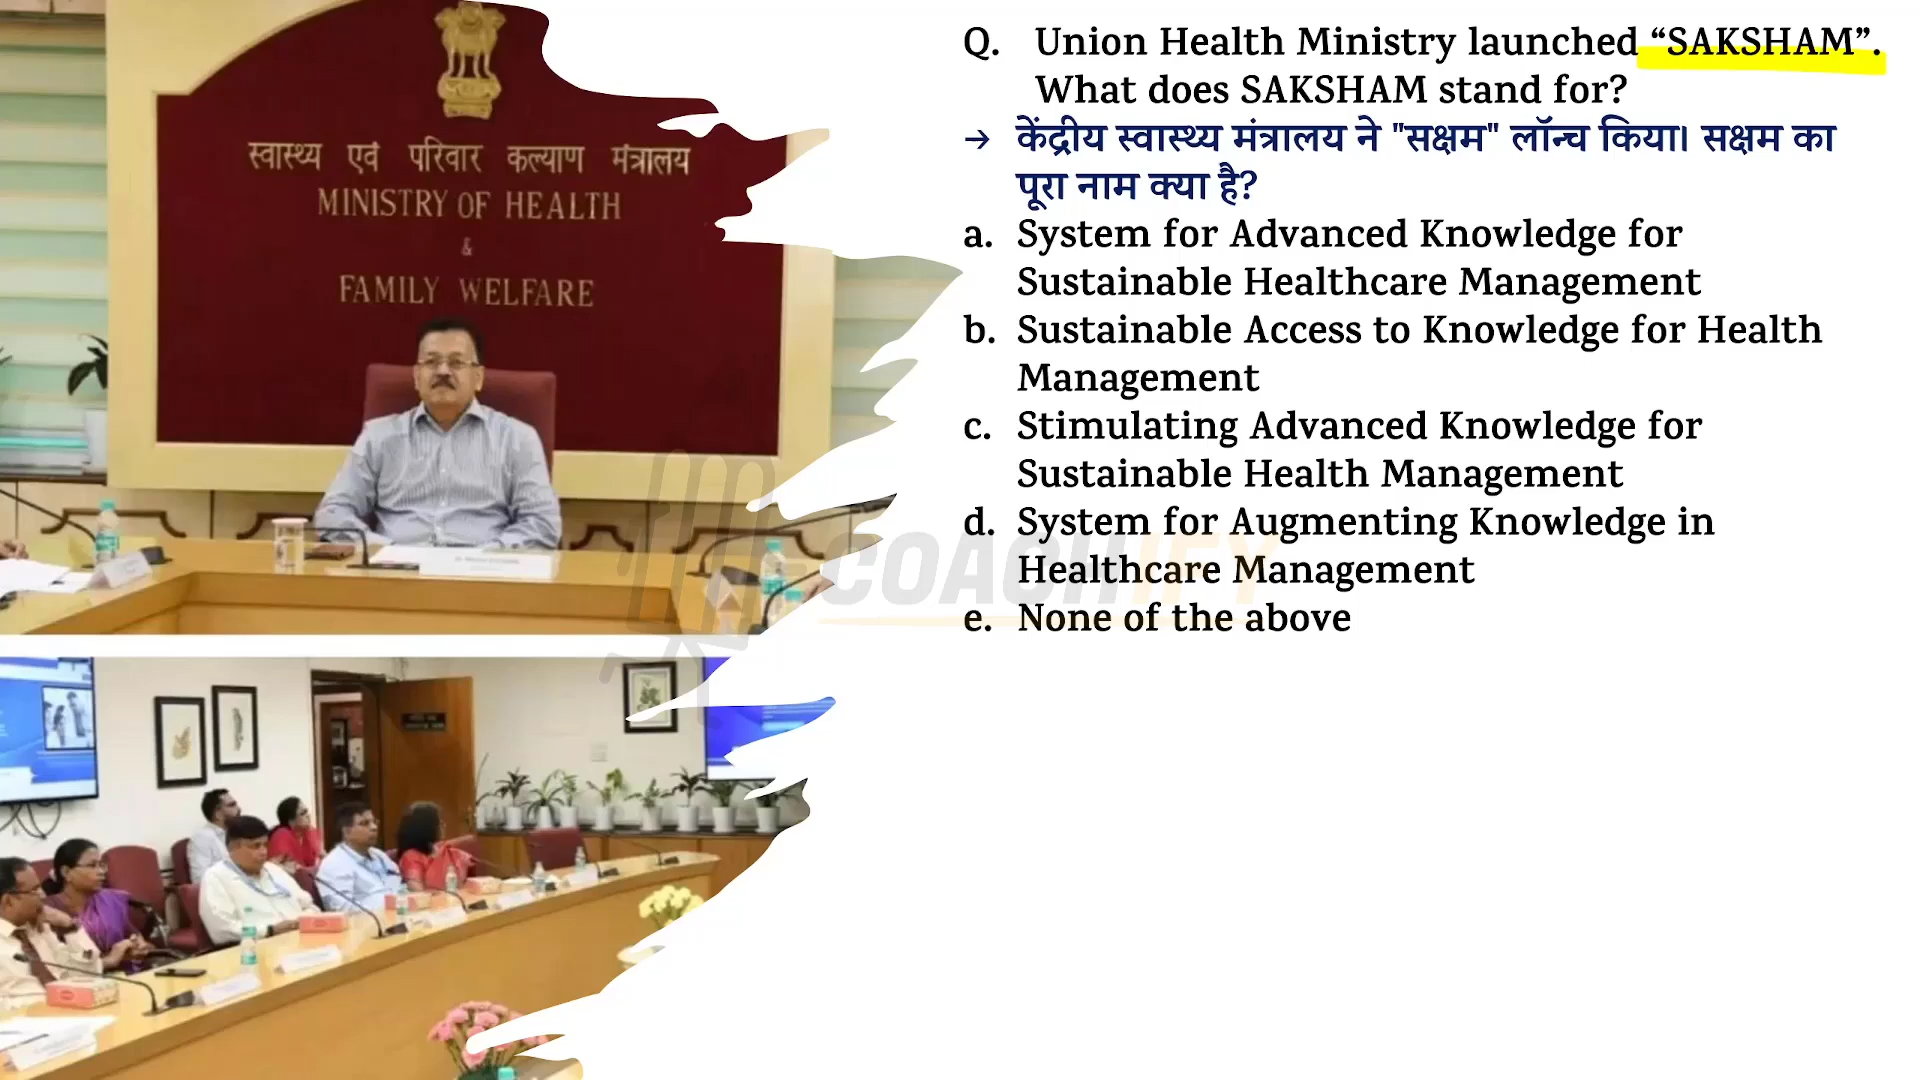 स्वास्थ्य एवं परिवार कल्याण मंत्रालय
MINISTRY OF HEALTH
&
FAMILY WELFARE
Q. Union Health Ministry launched “SAKSHAM”.
What does SAKSHAM stand for?
→ केंद्रीय स्वास्थ्य मंत्रालय ने "सक्षम" लॉन्च किया। सक्षम का
पूरा नाम क्या है?
a. System for Advanced Knowledge for
Sustainable Healthcare Management
b. Sustainable Access to Knowledge for Health
Management
c. Stimulating Advanced Knowledge for
Sustainable Health Management
d. System for Augmenting Knowledge in
Healthcare Management
e. None of the above
COACHIFY